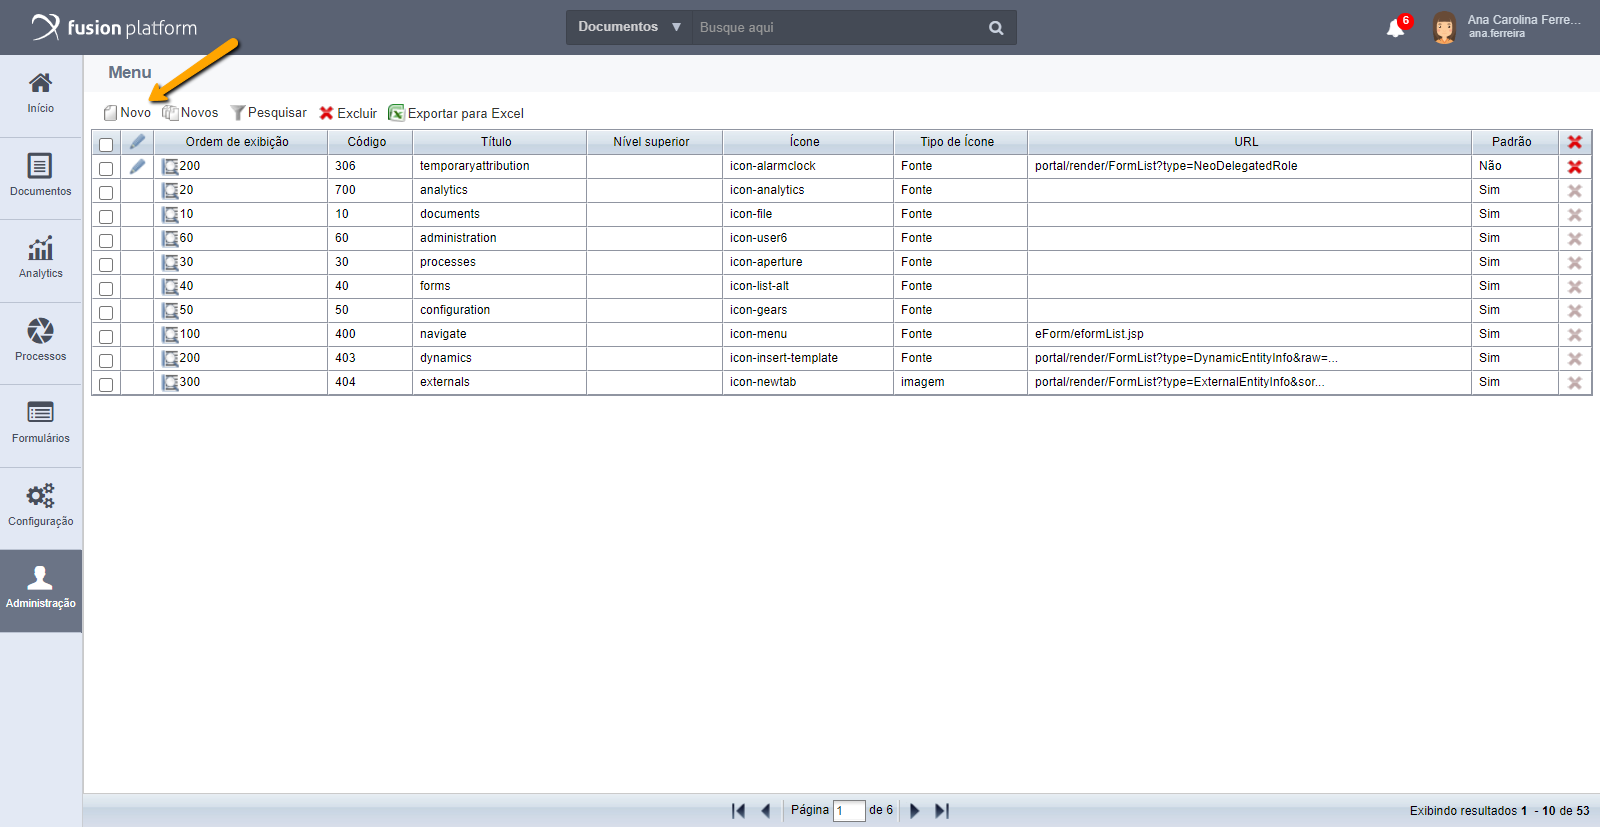 fusion platform
Documentos
Busque aqui
6
Ana Carolina Ferre...
ana.ferreira
Início
Documentos
Analytics
Processos
Formulários
Configuração
Administração
Menu
Novo Novos Pesquisar Excluir Exportar para Excel
Ordem de exibição Código Título Nível superior Ícone Tipo de Ícone URL Padrão
200 306 temporaryattribution icon-alarmclock Fonte portal/render/FormList?type=NeoDelegatedRole Não
20 700 analytics icon-analytics Fonte Sim
10 10 documents icon-file Fonte Sim
60 60 administration icon-user6 Fonte Sim
30 30 processes icon-aperture Fonte Sim
40 40 forms icon-list-alt Fonte Sim
50 50 configuration icon-gears Fonte Sim
100 400 navigate icon-menu Fonte eForm/eformList.jsp Sim
200 403 dynamics icon-insert-template Fonte portal/render/FormList?type=DynamicEntityInfo&raw=... Sim
300 404 externals icon-newtab imagem portal/render/FormList?type=ExternalEntityInfo&sor... Sim
Página 1 de 6
Exibindo resultados 1 - 10 de 53